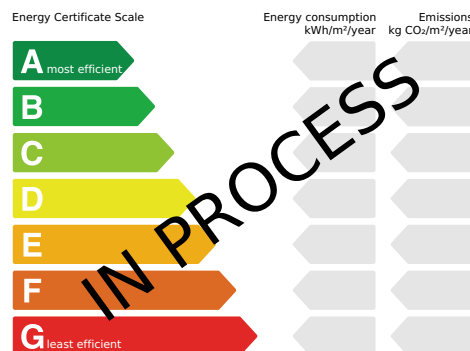 Energy Certificate Scale
Energy consumption
kWh/m²/year
Emissions
kg CO₂/m²/year
A most efficient
B
C
D
E
F
G least efficient
IN PROCESS